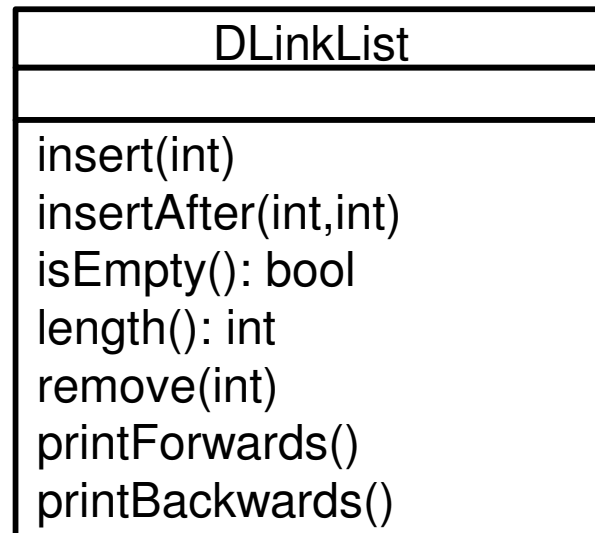 DLinkList
insert(int)
insertAfter(int,int)
isEmpty(): bool
length(): int
remove(int)
printForwards()
printBackwards()